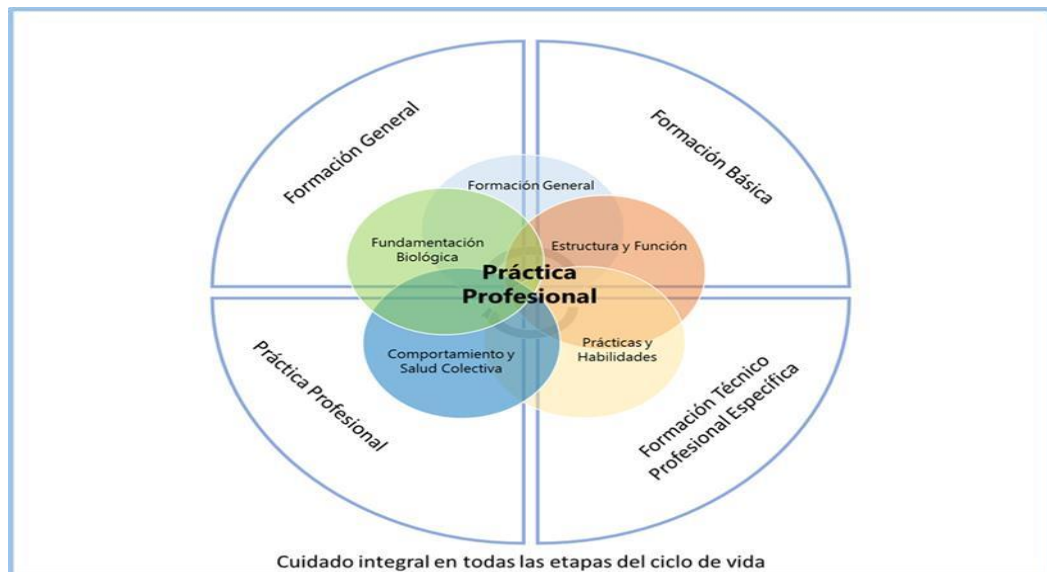 Formación General
Formación Básica
Formación General
Fundamentación
Biológica
Estructura y Función
Práctica
Profesional
Comportamiento y
Salud Colectiva
Prácticas y
Habilidades
Práctica Profesional
Formación Técnico
Profesional Específica
Cuidado integral en todas las etapas del ciclo de vida